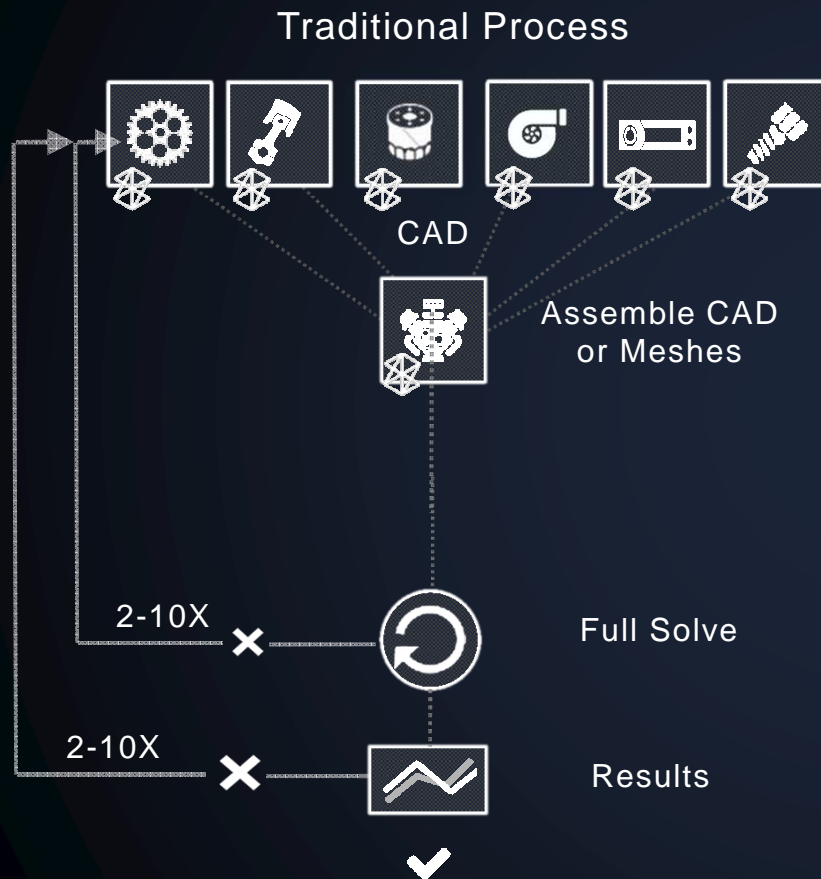 Traditional Process
CAD
Assemble CAD
or Meshes
2-10X
Full Solve
2-10X
Results